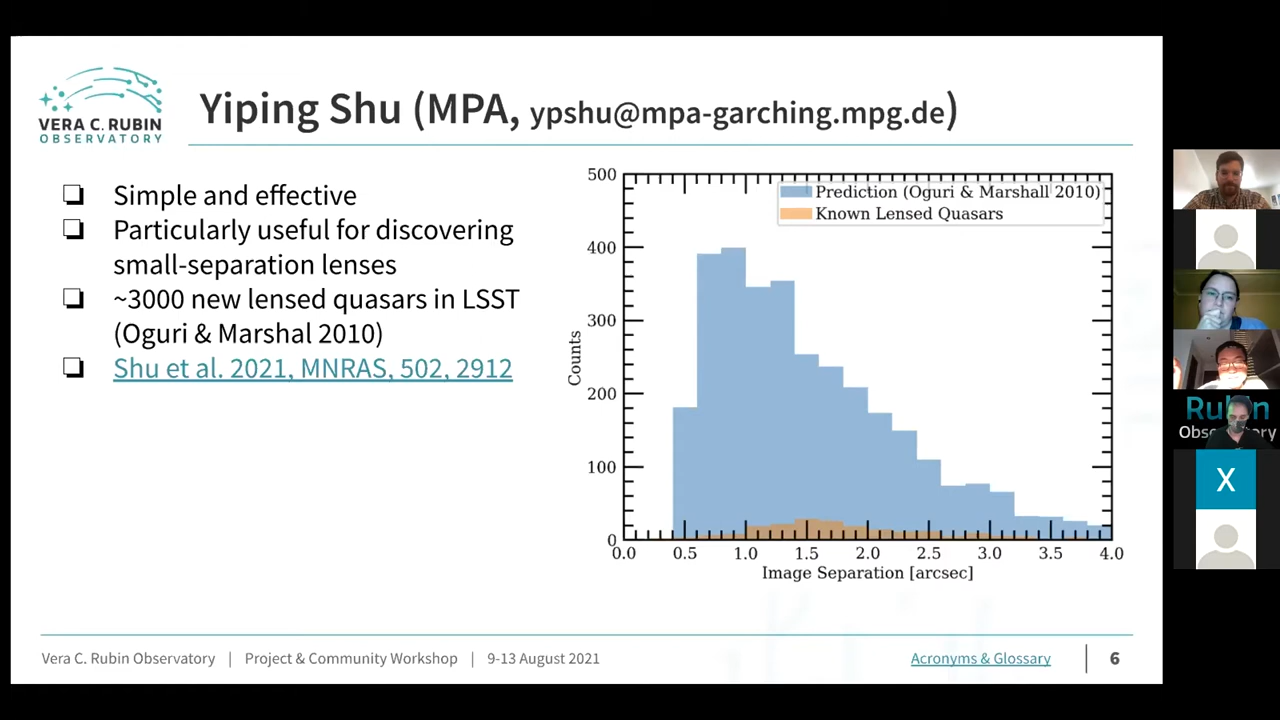 VERA C. RUBIN
OBSERVATORY
Yiping Shu (MPA, ypshu@mpa-garching.mpg.de)
Simple and effective
Particularly useful for discovering
small-separation lenses
~3000 new lensed quasars in LSST
(Oguri & Marshal 2010)
Shu et al. 2021, MNRAS, 502, 2912
Prediction (Oguri & Marshall 2010)
Known Lensed Quasars
500
400
300
200
100
0
Counts
0.0 0.5 1.0 1.5 2.0 2.5 3.0 3.5 4.0
Image Separation [arcsec]
Vera C. Rubin Observatory | Project & Community Workshop | 9-13 August 2021
Acronyms & Glossary | 6
X